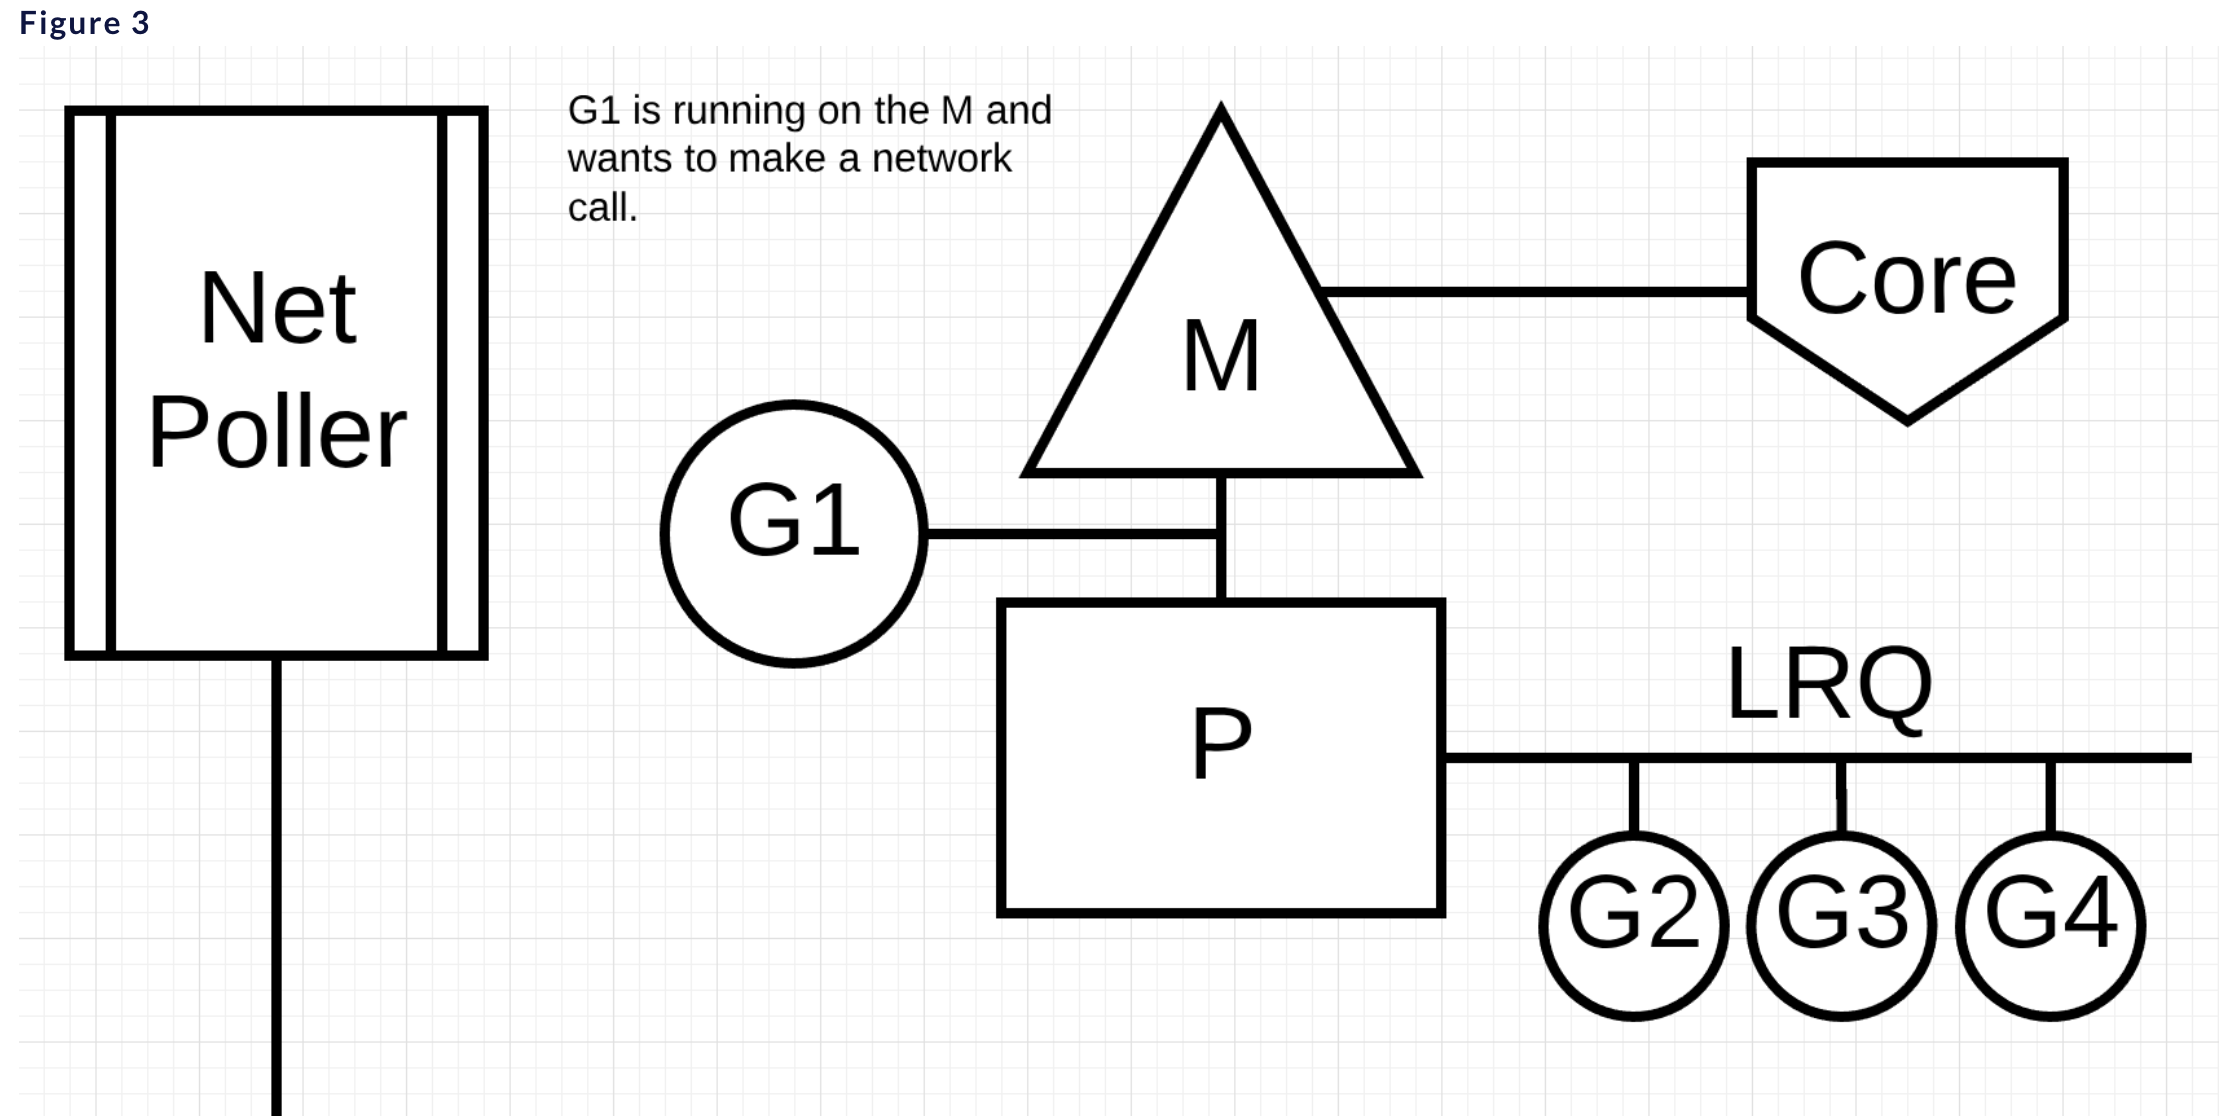 Figure 3
G1 is running on the M and
wants to make a network
call.
Net
Poller
M
Core
G1
P
LRQ
G2 G3 G4